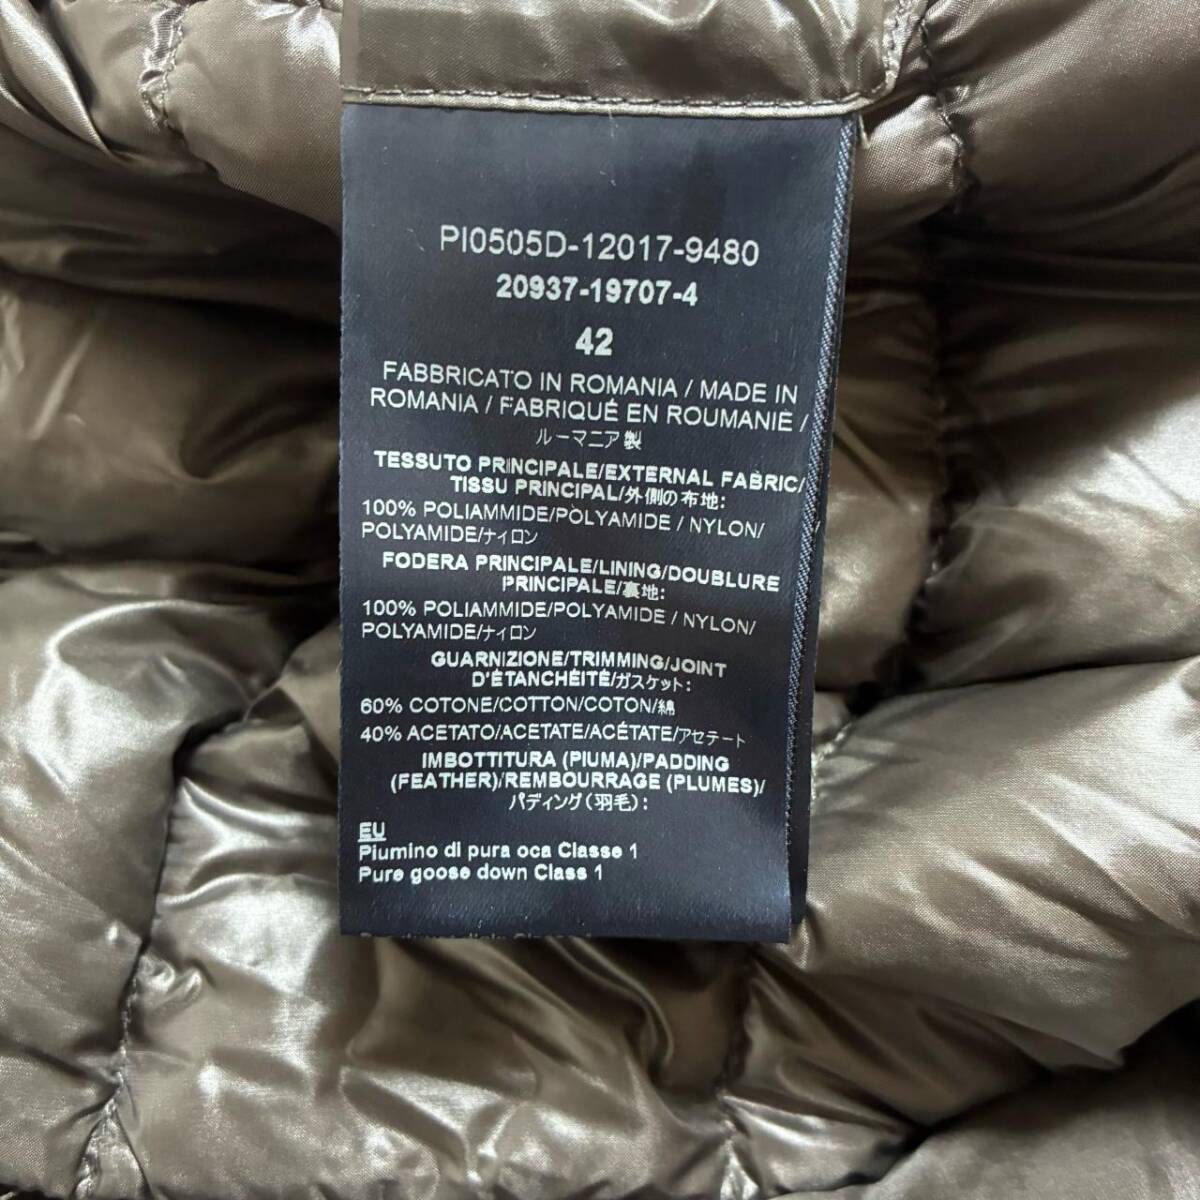 PI0505D-12017-9480
20937-19707-4
42
FABBRICATO IN ROMANIA / MADE IN
ROMANIA / FABRIQUÉ EN ROUMANIE /
ルーマニア製
TESSUTO PRINCIPALE/EXTERNAL FABRIC/
TISSU PRINCIPAL/外側の布地:
100% POLIAMMIDE/POLYAMIDE / NYLON/
POLYAMIDE/ナイロン
FODERA PRINCIPALE/LINING/DOUBLURE
PRINCIPALE/裏地:
100% POLIAMMIDE/POLYAMIDE / NYLON/
POLYAMIDE/ナイロン
GUARNIZIONE/TRIMMING/JOINT
D'ÉTANCHÉITÉ/ガスケット:
60% COTONE/COTTON/COTON/綿
40% ACETATO/ACETATE/ACÉTATE/アセテート
IMBOTTITURA (PIUMA)/PADDING
(FEATHER)/REMBOURRAGE (PLUMES)/
パディング(羽毛):
EU
Piumino di pura oca Classe 1
Pure goose down Class 1